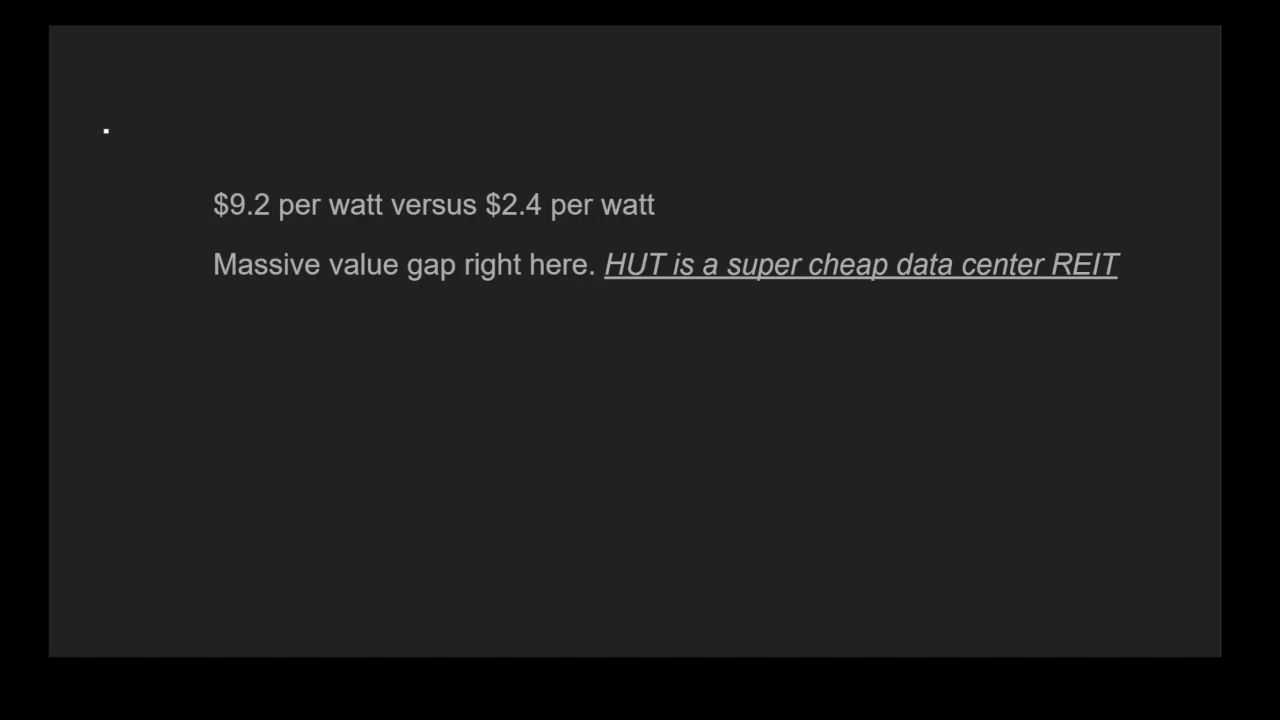 .
$9.2 per watt versus $2.4 per watt
Massive value gap right here. HUT is a super cheap data center REIT